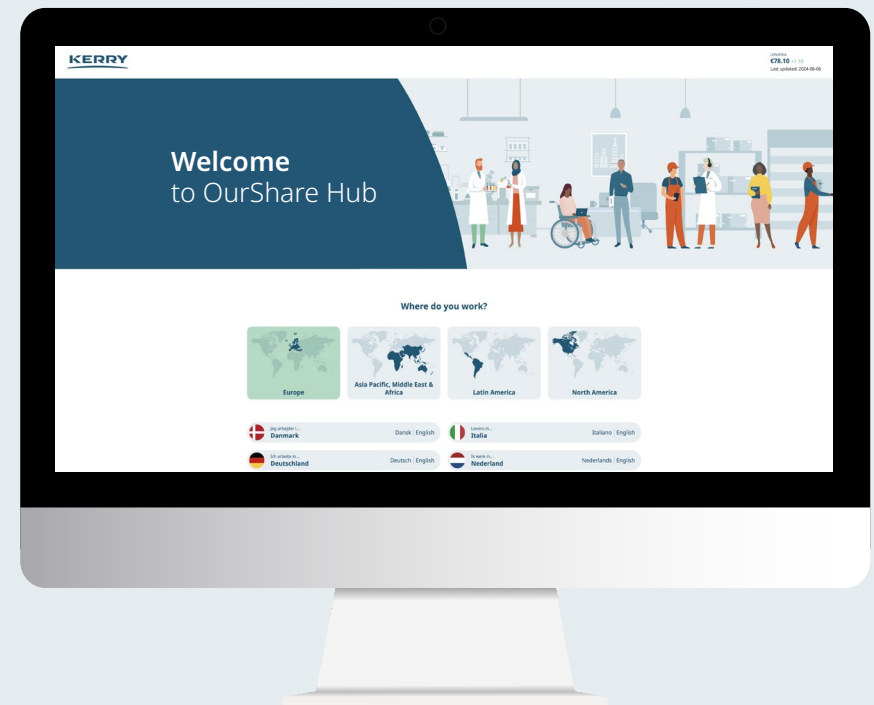 KERRY
€78.10 +1.10
Last updated: 2024-06-06
Welcome
to OurShare Hub
Where do you work?
Europe
Asia Pacific, Middle East &
Africa
Latin America
North America
Jeg arbejder i...
Danmark
Dansk | English
Lavoro in...
Italia
Italiano | English
Ich arbeite in...
Deutschland
Deutsch | English
Ik werk in...
Nederland
Nederlands | English